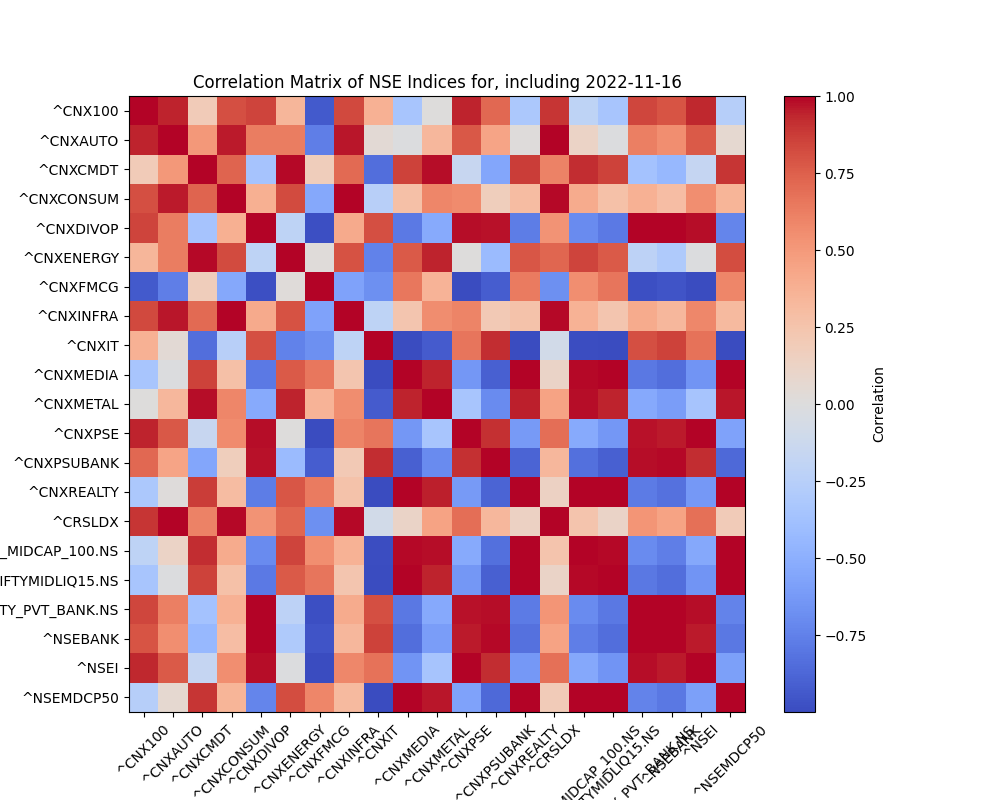 Correlation Matrix of NSE Indices for, including 2022-11-16
^CNX100
^CNXAUTO
^CNXCMDT
^CNXCONSUM
^CNXDIVOP
^CNXENERGY
^CNXFMCG
^CNXINFRA
^CNXIT
^CNXMEDIA
^CNXMETAL
^CNXPSE
^CNXPSUBANK
^CNXREALTY
^CRSLDX
_MIDCAP_100.NS
IFTYMIDLIQ15.NS
TY_PVT_BANK.NS
^NSEBANK
^NSEI
^NSEMDCP50
^CNX100
^CNXAUTO
^CNXCMDT
^CNXCONSUM
^CNXDIVOP
^CNXENERGY
^CNXFMCG
^CNXINFRA
^CNXIT
^CNXMEDIA
^CNXMETAL
^CNXPSE
^CNXPSUBANK
^CNXREALTY
^CRSLDX
MIDCAP_100.NS
TYMIDLIQ15.NS
PVT_BANK.NS
^NSEBANK
^NSEI
^NSEMDCP50
1.00
0.75
0.50
0.25
0.00
−0.25
−0.50
−0.75
Correlation